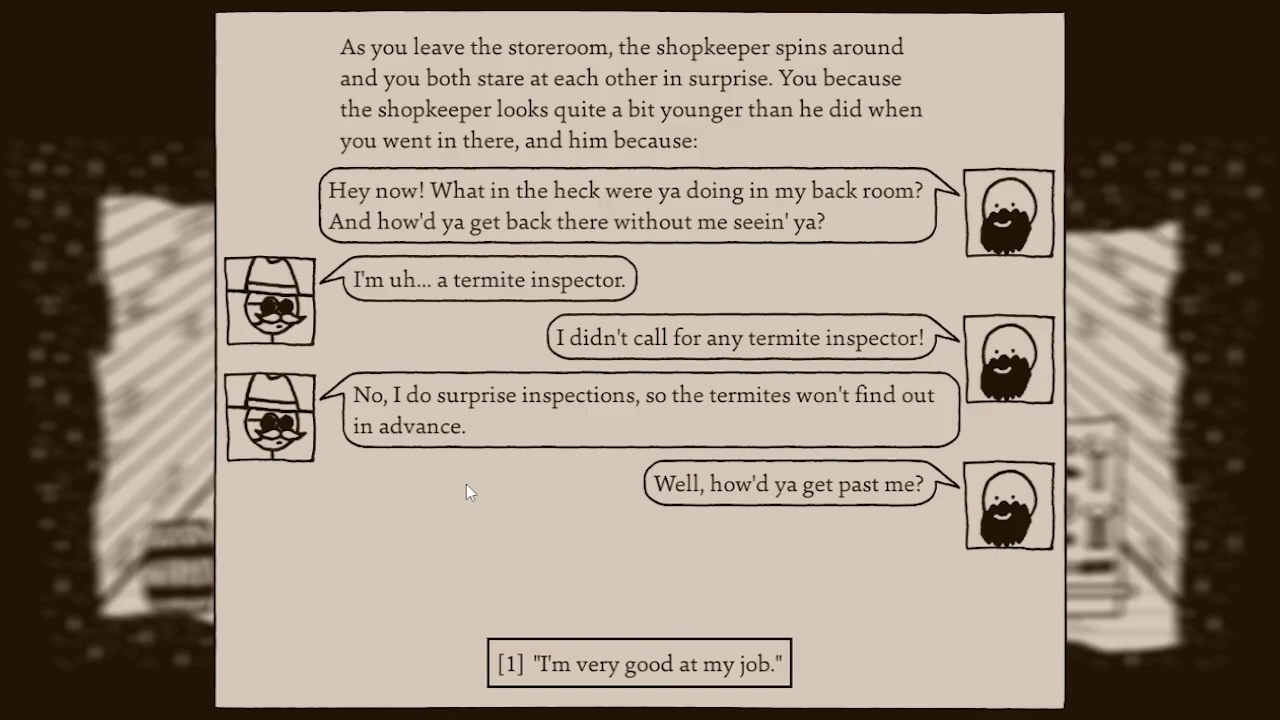 As you leave the storeroom, the shopkeeper spins around
and you both stare at each other in surprise. You because
the shopkeeper looks quite a bit younger than he did when
you went in there, and him because:
Hey now! What in the heck were ya doing in my back room?
And how'd ya get back there without me seein' ya?
I'm uh... a termite inspector.
I didn't call for any termite inspector!
No, I do surprise inspections, so the termites won't find out
in advance.
Well, how'd ya get past me?
[1] "I'm very good at my job."